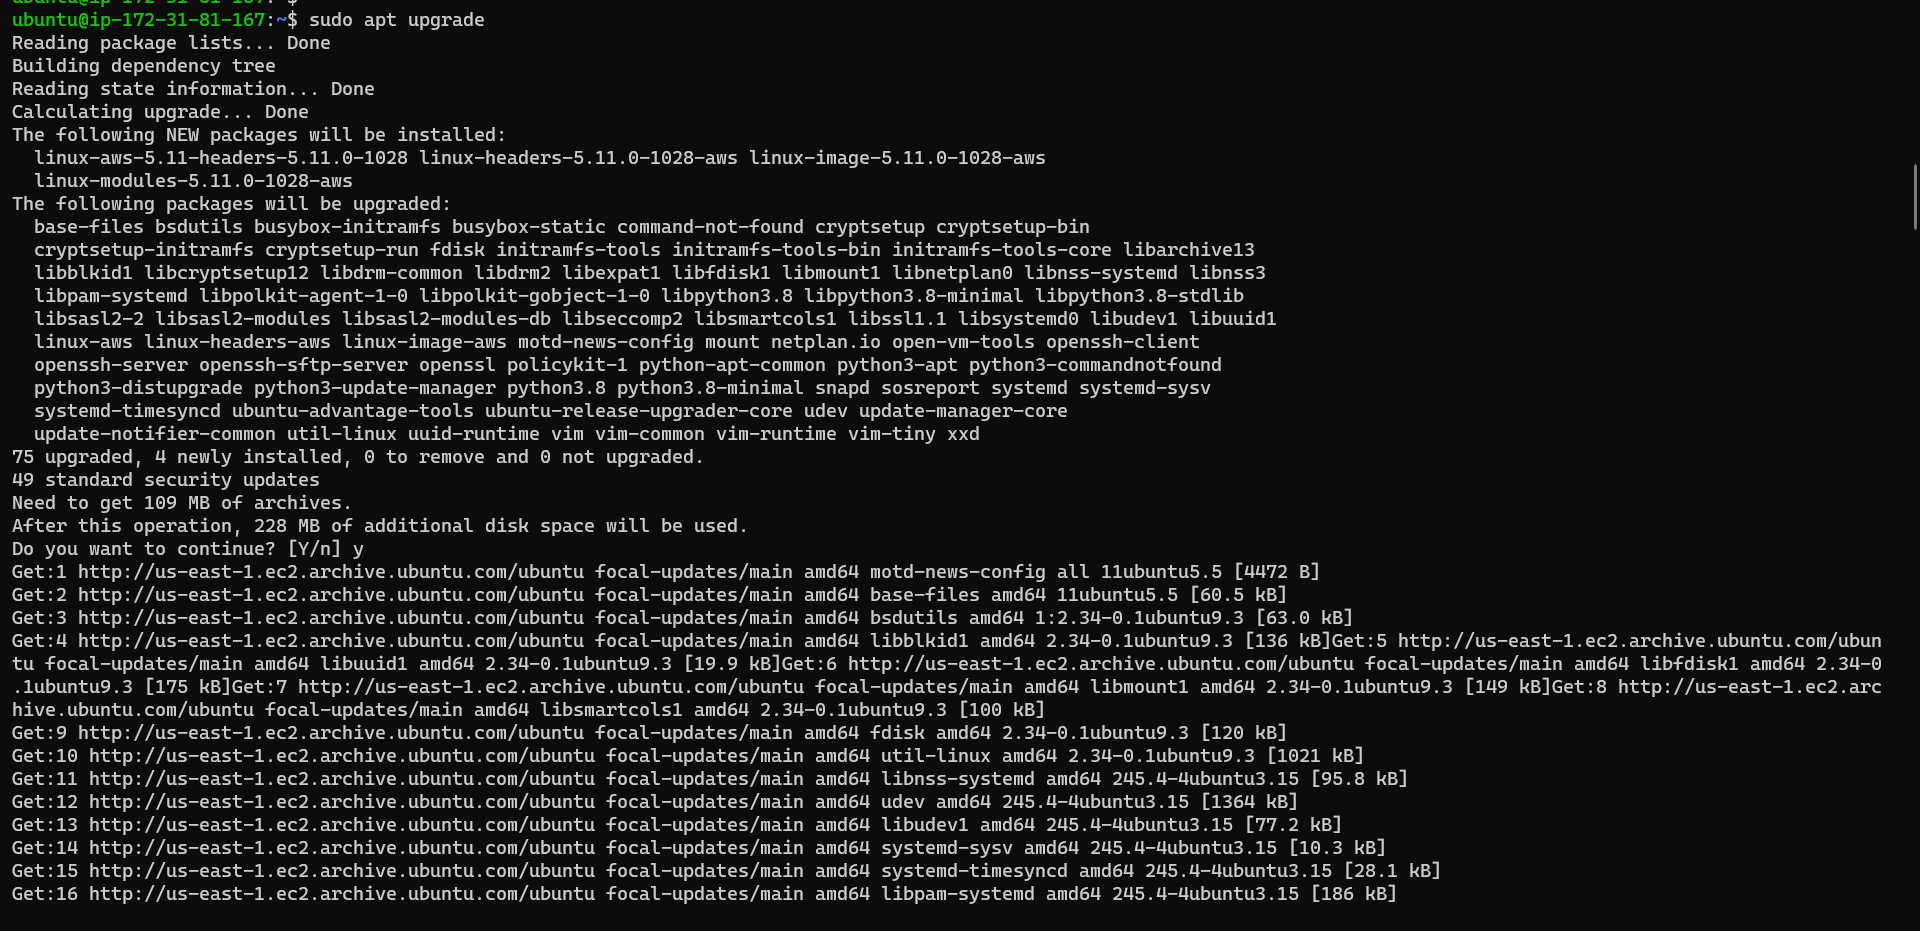 ubuntu@ip-172-31-81-167:~$
ubuntu@ip-172-31-81-167:~$ sudo apt upgrade
Reading package lists... Done
Building dependency tree
Reading state information... Done
Calculating upgrade... Done
The following NEW packages will be installed:
  linux-aws-5.11-headers-5.11.0-1028 linux-headers-5.11.0-1028-aws linux-image-5.11.0-1028-aws
  linux-modules-5.11.0-1028-aws
The following packages will be upgraded:
  base-files bsdutils busybox-initramfs busybox-static command-not-found cryptsetup cryptsetup-bin
  cryptsetup-initramfs cryptsetup-run fdisk initramfs-tools initramfs-tools-bin initramfs-tools-core libarchive13
  libblkid1 libcryptsetup12 libdrm-common libdrm2 libexpat1 libfdisk1 libmount1 libnetplan0 libnss-systemd libnss3
  libpam-systemd libpolkit-agent-1-0 libpolkit-gobject-1-0 libpython3.8 libpython3.8-minimal libpython3.8-stdlib
  libsasl2-2 libsasl2-modules libsasl2-modules-db libseccomp2 libsmartcols1 libssl1.1 libsystemd0 libudev1 libuuid1
  linux-aws linux-headers-aws linux-image-aws motd-news-config mount netplan.io open-vm-tools openssh-client
  openssh-server openssh-sftp-server openssl policykit-1 python-apt-common python3-apt python3-commandnotfound
  python3-distupgrade python3-update-manager python3.8 python3.8-minimal snapd sosreport systemd systemd-sysv
  systemd-timesyncd ubuntu-advantage-tools ubuntu-release-upgrader-core udev update-manager-core
  update-notifier-common util-linux uuid-runtime vim vim-common vim-runtime vim-tiny xxd
75 upgraded, 4 newly installed, 0 to remove and 0 not upgraded.
49 standard security updates
Need to get 109 MB of archives.
After this operation, 228 MB of additional disk space will be used.
Do you want to continue? [Y/n] y
Get:1 http://us-east-1.ec2.archive.ubuntu.com/ubuntu focal-updates/main amd64 motd-news-config all 11ubuntu5.5 [4472 B]
Get:2 http://us-east-1.ec2.archive.ubuntu.com/ubuntu focal-updates/main amd64 base-files amd64 11ubuntu5.5 [60.5 kB]
Get:3 http://us-east-1.ec2.archive.ubuntu.com/ubuntu focal-updates/main amd64 bsdutils amd64 1:2.34-0.1ubuntu9.3 [63.0 kB]
Get:4 http://us-east-1.ec2.archive.ubuntu.com/ubuntu focal-updates/main amd64 libblkid1 amd64 2.34-0.1ubuntu9.3 [136 kB]Get:5 http://us-east-1.ec2.archive.ubuntu.com/ubun
tu focal-updates/main amd64 libuuid1 amd64 2.34-0.1ubuntu9.3 [19.9 kB]Get:6 http://us-east-1.ec2.archive.ubuntu.com/ubuntu focal-updates/main amd64 libfdisk1 amd64 2.34-0
.1ubuntu9.3 [175 kB]Get:7 http://us-east-1.ec2.archive.ubuntu.com/ubuntu focal-updates/main amd64 libmount1 amd64 2.34-0.1ubuntu9.3 [149 kB]Get:8 http://us-east-1.ec2.arc
hive.ubuntu.com/ubuntu focal-updates/main amd64 libsmartcols1 amd64 2.34-0.1ubuntu9.3 [100 kB]
Get:9 http://us-east-1.ec2.archive.ubuntu.com/ubuntu focal-updates/main amd64 fdisk amd64 2.34-0.1ubuntu9.3 [120 kB]
Get:10 http://us-east-1.ec2.archive.ubuntu.com/ubuntu focal-updates/main amd64 util-linux amd64 2.34-0.1ubuntu9.3 [1021 kB]
Get:11 http://us-east-1.ec2.archive.ubuntu.com/ubuntu focal-updates/main amd64 libnss-systemd amd64 245.4-4ubuntu3.15 [95.8 kB]
Get:12 http://us-east-1.ec2.archive.ubuntu.com/ubuntu focal-updates/main amd64 udev amd64 245.4-4ubuntu3.15 [1364 kB]
Get:13 http://us-east-1.ec2.archive.ubuntu.com/ubuntu focal-updates/main amd64 libudev1 amd64 245.4-4ubuntu3.15 [77.2 kB]
Get:14 http://us-east-1.ec2.archive.ubuntu.com/ubuntu focal-updates/main amd64 systemd-sysv amd64 245.4-4ubuntu3.15 [10.3 kB]
Get:15 http://us-east-1.ec2.archive.ubuntu.com/ubuntu focal-updates/main amd64 systemd-timesyncd amd64 245.4-4ubuntu3.15 [28.1 kB]
Get:16 http://us-east-1.ec2.archive.ubuntu.com/ubuntu focal-updates/main amd64 libpam-systemd amd64 245.4-4ubuntu3.15 [186 kB]